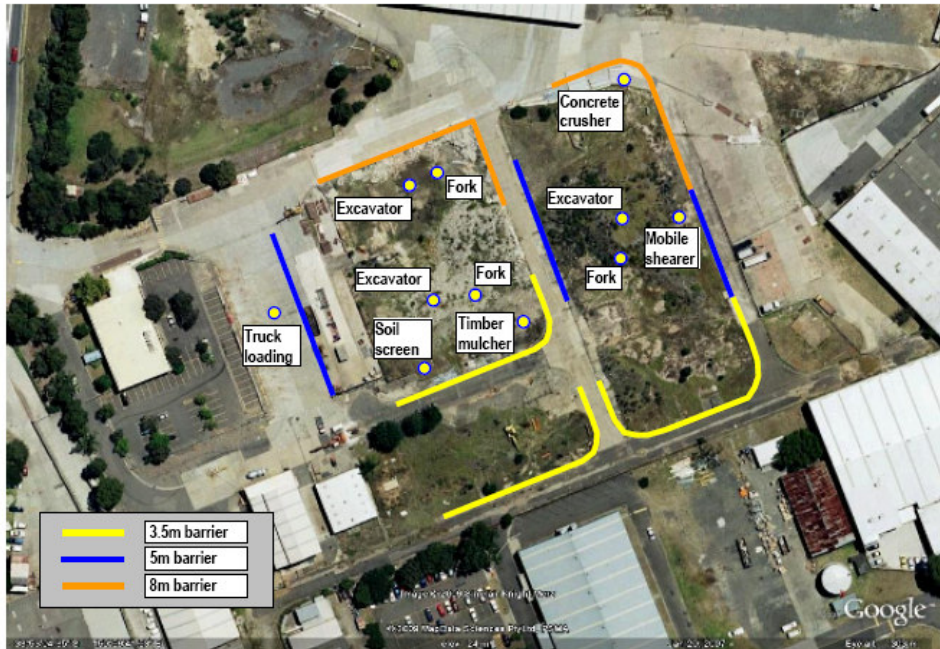 Concrete
crusher
Fork
Excavator
Excavator
Mobile
shearer
Fork
Excavator
Fork
Truck
loading
Soil
screen
Timber
mulcher
3.5m barrier
5m barrier
8m barrier
Google